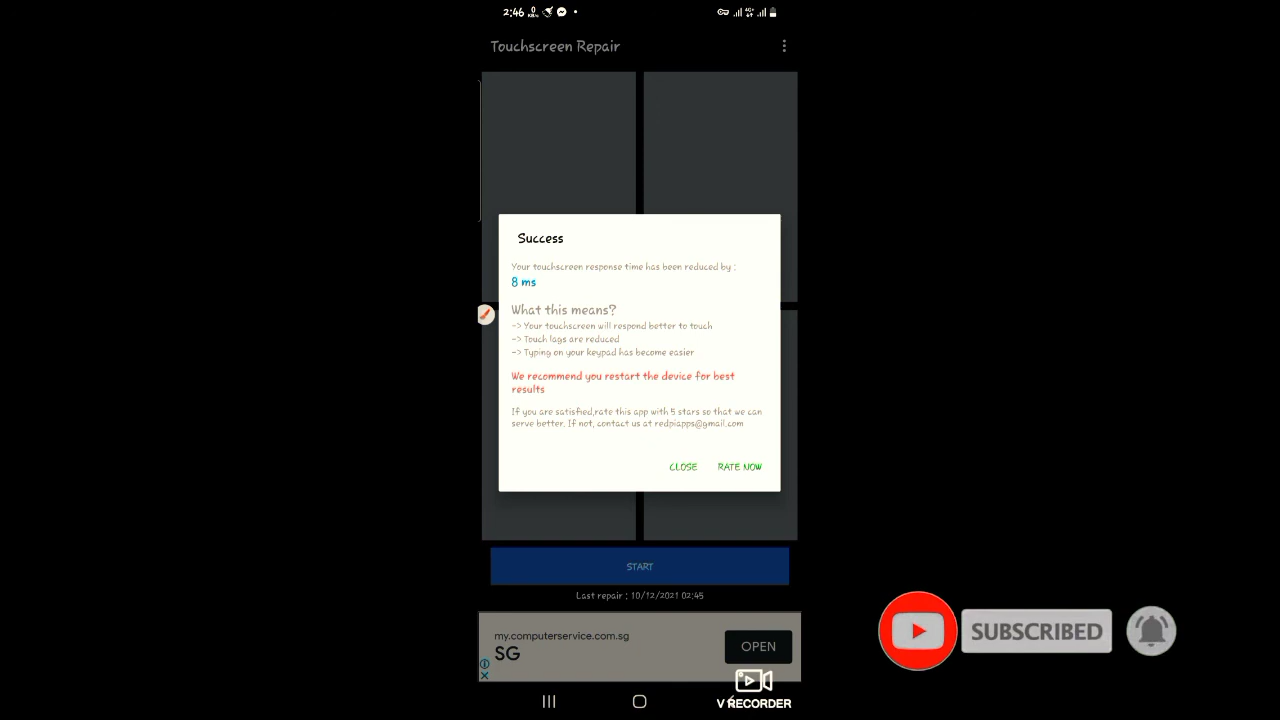 2:46
0
KB/s
4G+
Touchscreen Repair
Success
Your touchscreen response time has been reduced by :
8 ms
What this means?
-> Your touchscreen will respond better to touch
-> Touch lags are reduced
-> Typing on your keypad has become easier
We recommend you restart the device for best
results
If you are satisfied,rate this app with 5 stars so that we can
serve better. If not, contact us at redpiapps@gmail.com
CLOSE RATE NOW
START
Last repair : 10/12/2021 02:45
my.computerservice.com.sg
SG
OPEN
SUBSCRIBED
V RECORDER